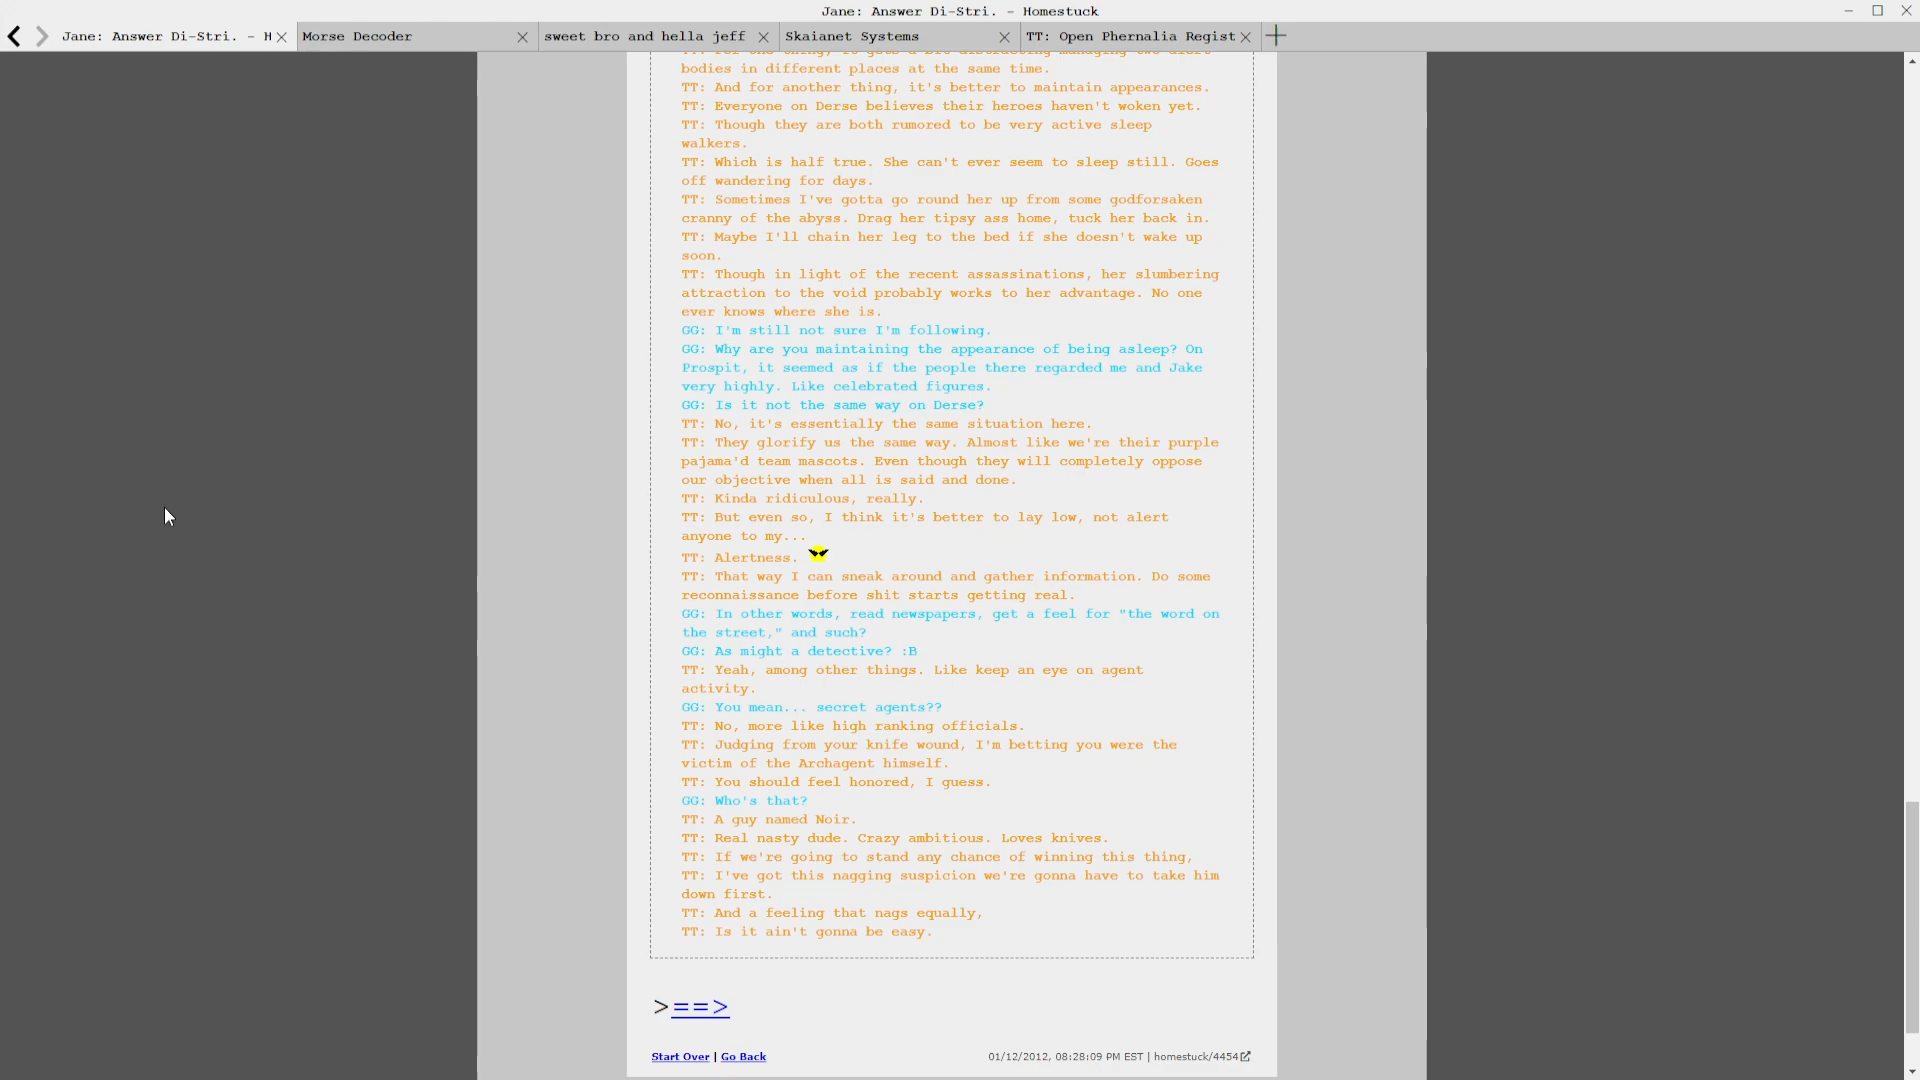 Jane: Answer Di-Stri. - Homestuck
Jane: Answer Di-Stri. - H
Morse Decoder
sweet bro and hella jeff
Skaianet Systems
TT: Open Phernalia Regist
bodies in different places at the same time.
TT: And for another thing, it's better to maintain appearances.
TT: Everyone on Derse believes their heroes haven't woken yet.
TT: Though they are both rumored to be very active sleep
walkers.
TT: Which is half true. She can't ever seem to sleep still. Goes
off wandering for days.
TT: Sometimes I've gotta go round her up from some godforsaken
cranny of the abyss. Drag her tipsy ass home, tuck her back in.
TT: Maybe I'll chain her leg to the bed if she doesn't wake up
soon.
TT: Though in light of the recent assassinations, her slumbering
attraction to the void probably works to her advantage. No one
ever knows where she is.
GG: I'm still not sure I'm following.
GG: Why are you maintaining the appearance of being asleep? On
Prospit, it seemed as if the people there regarded me and Jake
very highly. Like celebrated figures.
GG: Is it not the same way on Derse?
TT: No, it's essentially the same situation here.
TT: They glorify us the same way. Almost like we're their purple
pajama'd team mascots. Even though they will completely oppose
our objective when all is said and done.
TT: Kinda ridiculous, really.
TT: But even so, I think it's better to lay low, not alert
anyone to my...
TT: Alertness.
TT: That way I can sneak around and gather information. Do some
reconnaissance before shit starts getting real.
GG: In other words, read newspapers, get a feel for "the word on
the street," and such?
GG: As might a detective? :B
TT: Yeah, among other things. Like keep an eye on agent
activity.
GG: You mean... secret agents??
TT: No, more like high ranking officials.
TT: Judging from your knife wound, I'm betting you were the
victim of the Archagent himself.
TT: You should feel honored, I guess.
GG: Who's that?
TT: A guy named Noir.
TT: Real nasty dude. Crazy ambitious. Loves knives.
TT: If we're going to stand any chance of winning this thing,
TT: I've got this nagging suspicion we're gonna have to take him
down first.
TT: And a feeling that nags equally,
TT: Is it ain't gonna be easy.
>==>
Start Over | Go Back
01/12/2012, 08:28:09 PM EST | homestuck/4454